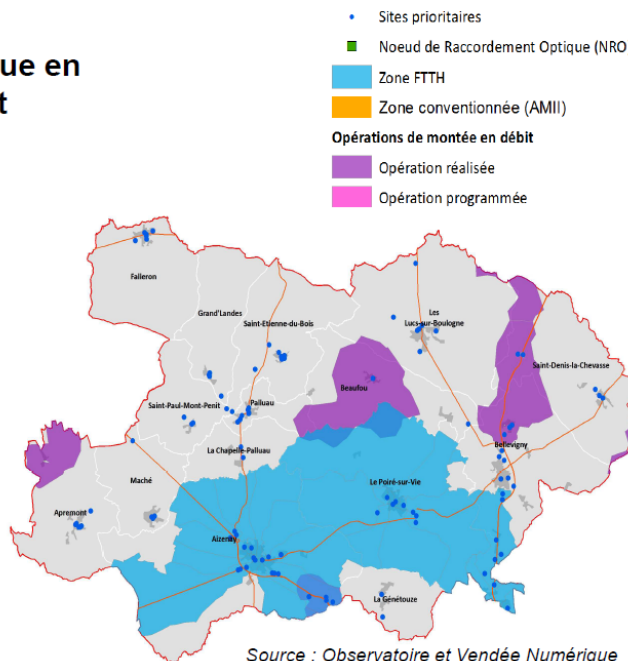 ue en
t
Sites prioritaires
Noeud de Raccordement Optique (NRO
Zone FTTH
Zone conventionnée (AMII)
Opérations de montée en débit
Opération réalisée
Opération programmée
Falleron
Grand'Landes
Saint-Etienne-du-Bois
Les
Lucs-sur-Boulogne
Saint-Denis-la-Chevasse
Beaufou
Saint-Paul-Mont-Penit
Palluau
La Chapelle-Palluau
Bellevigny
Maché
Le Poiré-sur-Vie
Apremont
Aizenay
La Génétouze
Source : Observatoire et Vendée Numérique